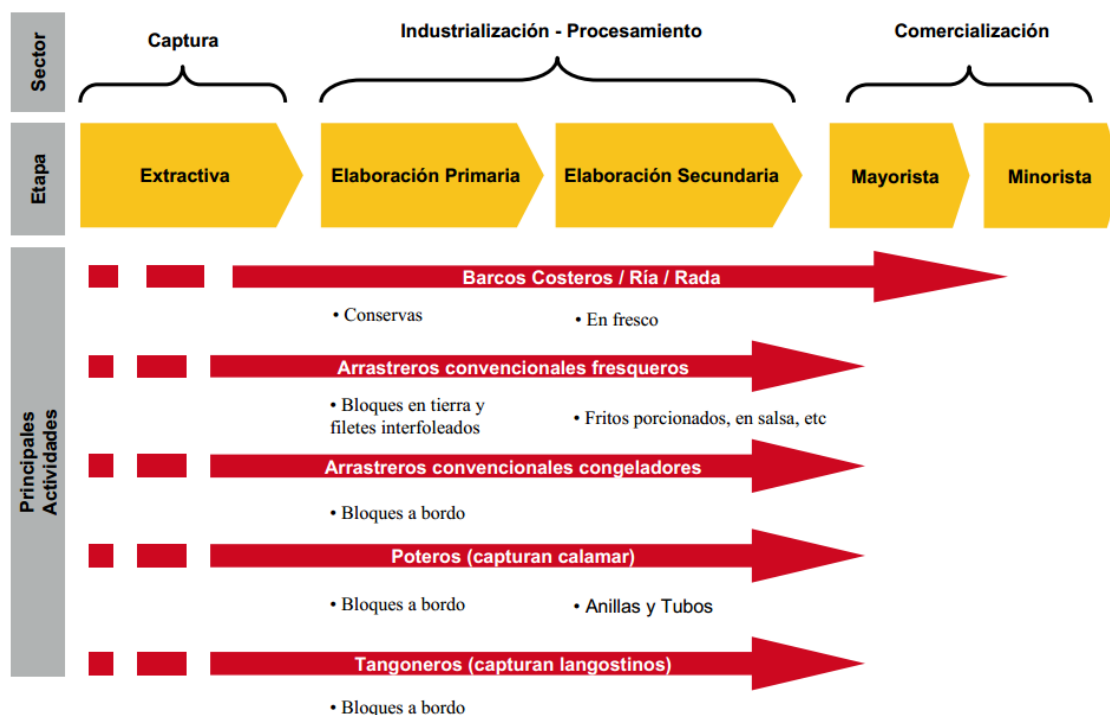 Sector
Captura
Industrialización - Procesamiento
Comercialización
Etapa
Extractiva
Elaboración Primaria
Elaboración Secundaria
Mayorista
Minorista
Principales
Actividades
Barcos Costeros / Ría / Rada
• Conservas
• En fresco
Arrastreros convencionales fresqueros
• Bloques en tierra y
filetes interfoleados
• Fritos porcionados, en salsa, etc
Arrastreros convencionales congeladores
• Bloques a bordo
Poteros (capturan calamar)
• Bloques a bordo
• Anillas y Tubos
Tangoneros (capturan langostinos)
• Bloques a bordo